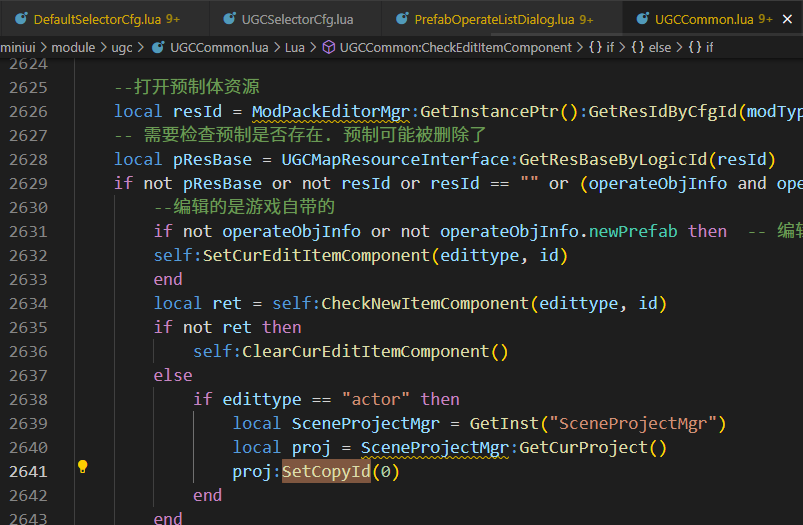 DefaultSelectorCfg.lua 9+ UGCSelectorCfg.lua PrefabOperateListDialog.lua 9+ UGCCommon.lua 9+
miniui > module > ugc > UGCCommon.lua > Lua > UGCCommon:CheckEditItemComponent > {} if > {} else > {} if
2624
2625 --打开预制体资源
2626 local resId = ModPackEditorMgr:GetInstancePtr():GetResIdByCfgId(modTyp
2627 -- 需要检查预制是否存在. 预制可能被删除了
2628 local pResBase = UGCMapResourceInterface:GetResBaseByLogicId(resId)
2629 if not pResBase or not resId or resId == "" or (operateObjInfo and ope
2630 --编辑的是游戏自带的
2631 if not operateObjInfo or not operateObjInfo.newPrefab then -- 编辑
2632 self:SetCurEditItemComponent(edittype, id)
2633 end
2634 local ret = self:CheckNewItemComponent(edittype, id)
2635 if not ret then
2636 self:ClearCurEditItemComponent()
2637 else
2638 if edittype == "actor" then
2639 local SceneProjectMgr = GetInst("SceneProjectMgr")
2640 local proj = SceneProjectMgr:GetCurProject()
2641 proj:SetCopyId(0)
2642 end
2643 end